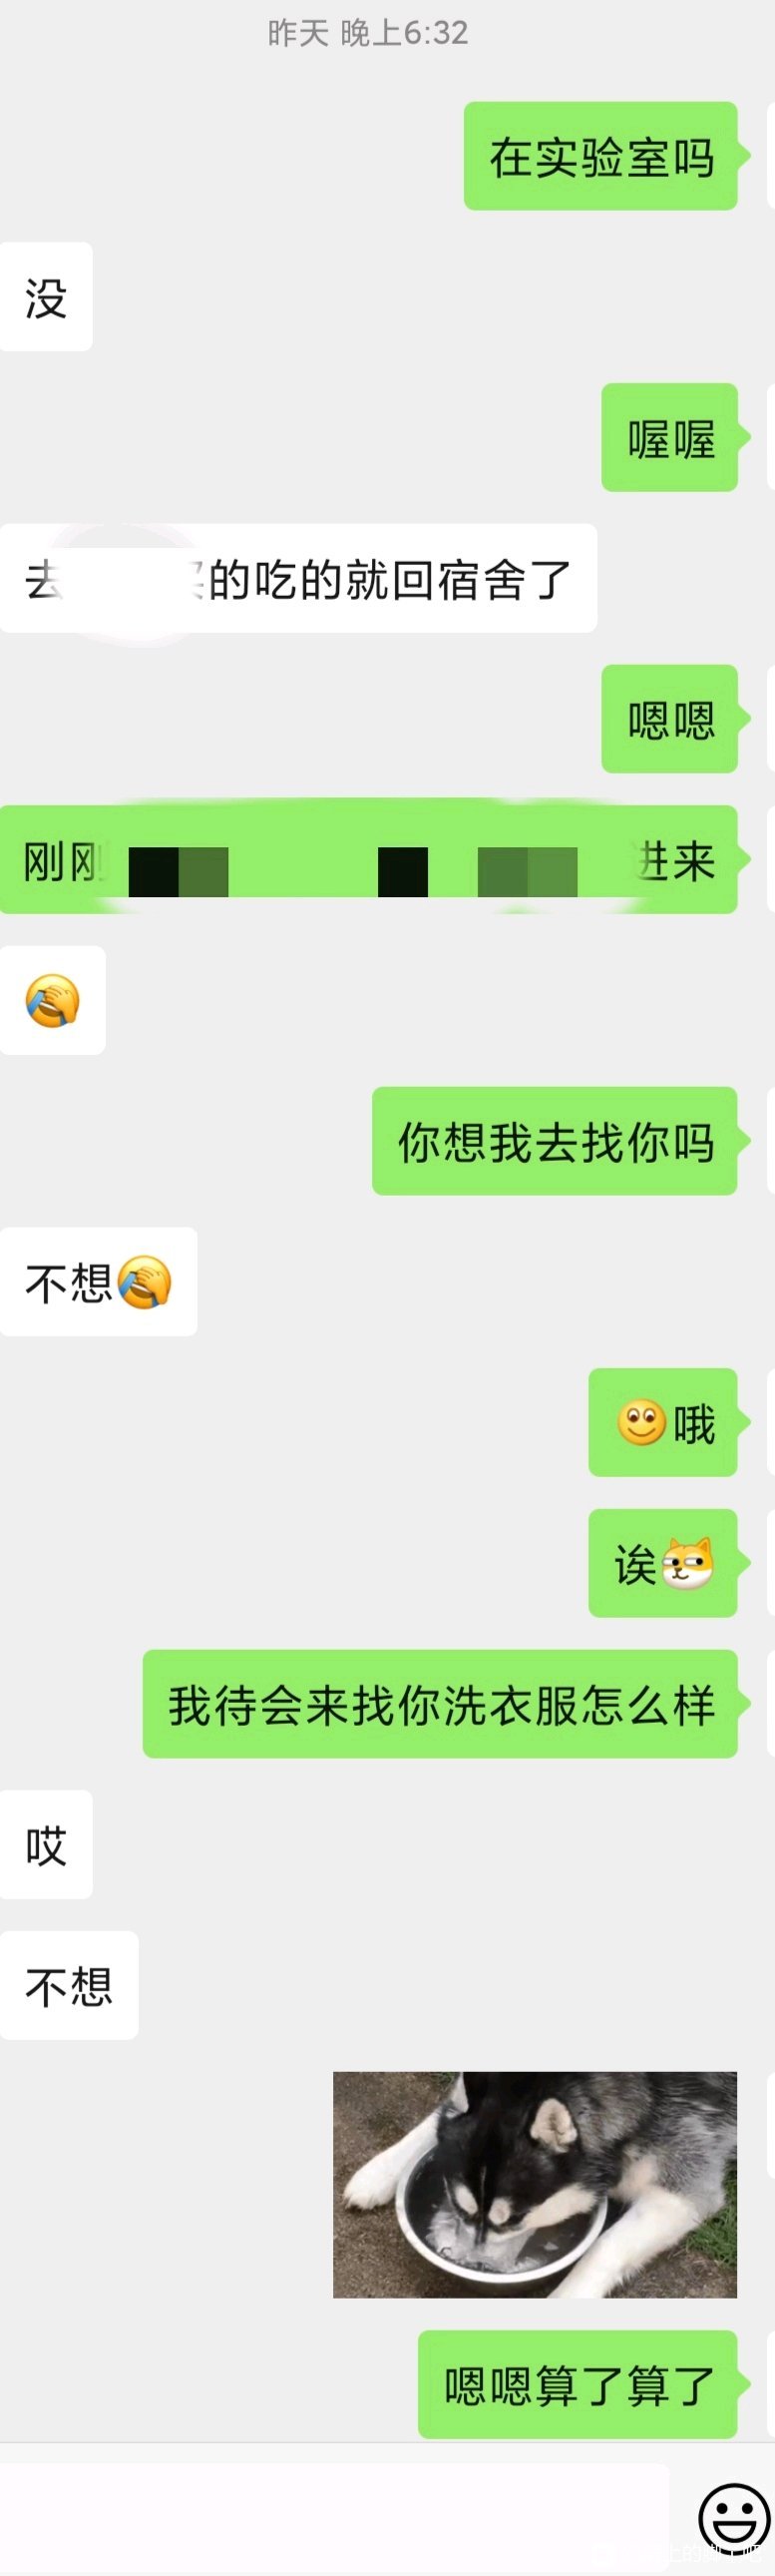 昨天 晚上6:32
在实验室吗
没
喔喔
去 的吃的就回宿舍了
嗯嗯
刚刚 进来
你想我去找你吗
不想
哦
诶
我待会来找你洗衣服怎么样
哎
不想
嗯嗯算了算了